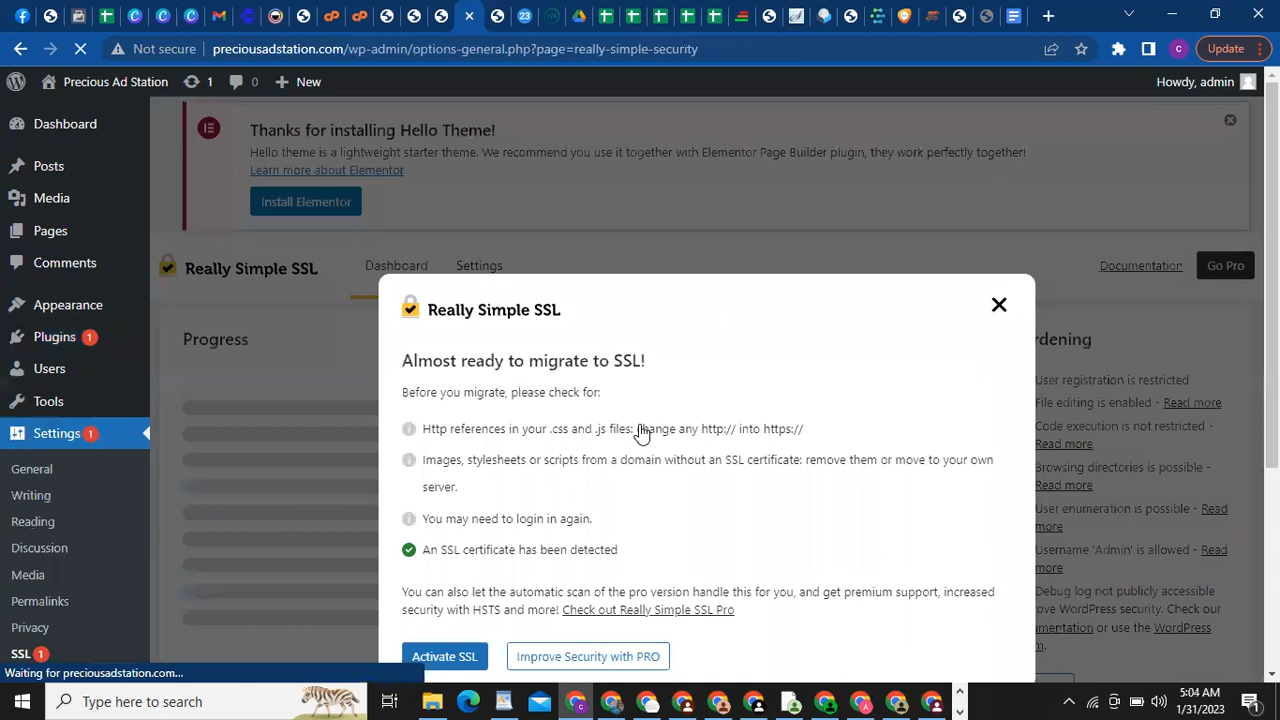 23
Not secure
preciousadstation.com/wp-admin/options-general.php?page=really-simple-security
C
Update
Precious Ad Station
1
0
New
Howdy, admin
Dashboard
Posts
Media
Pages
Comments
Appearance
Plugins 1
Users
Tools
Settings 1
General
Writing
Reading
Discussion
Media
Permalinks
Privacy
SSL 1
Thanks for installing Hello Theme!
Hello theme is a lightweight starter theme. We recommend you use it together with Elementor Page Builder plugin, they work perfectly together!
Learn more about Elementor
Install Elementor
Really Simple SSL
Dashboard
Settings
Documentation
Go Pro
Progress
Really Simple SSL
Almost ready to migrate to SSL!
Before you migrate, please check for:
Http references in your .css and .js files: change any http:// into https://
Images, stylesheets or scripts from a domain without an SSL certificate: remove them or move to your own
server.
You may need to login in again.
An SSL certificate has been detected
You can also let the automatic scan of the pro version handle this for you, and get premium support, increased
security with HSTS and more! Check out Really Simple SSL Pro
Activate SSL
Improve Security with PRO
rdening
User registration is restricted
File editing is enabled - Read more
Code execution is not restricted -
Read more
Browsing directories is possible -
Read more
User enumeration is possible - Read
more
Username 'Admin' is allowed - Read
more
Debug log not publicly accessible
rove WordPress security. Check our
umentation or use the WordPress
Waiting for preciousadstation.com...
Type here to search
5:04 AM
1/31/2023
1